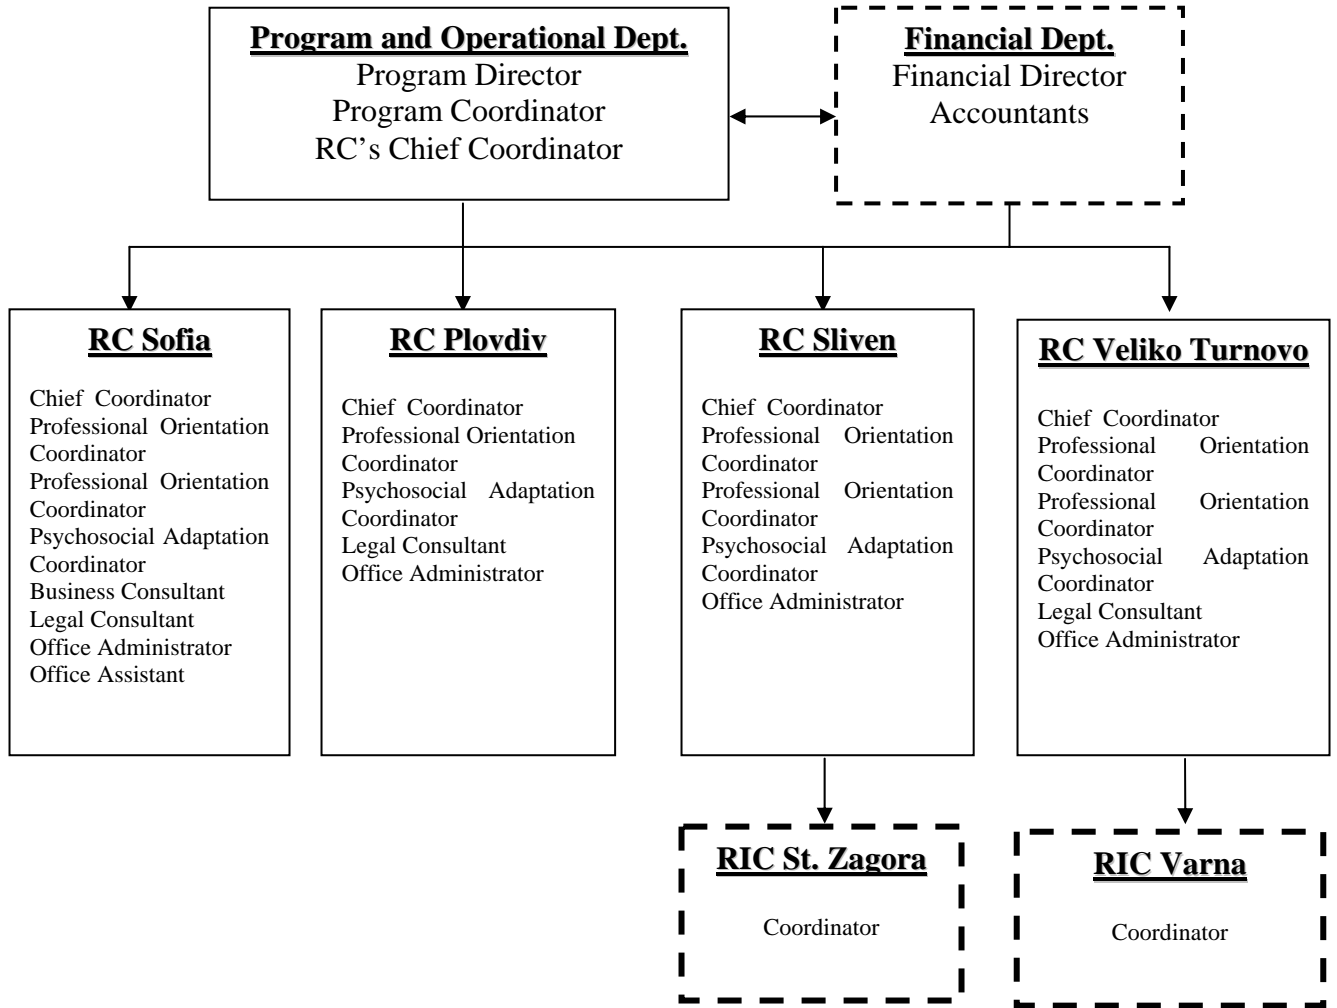 Program and Operational Dept.
Program Director
Program Coordinator
RC’s Chief Coordinator
Financial Dept.
Financial Director
Accountants
RC Sofia
Chief Coordinator
Professional Orientation
Coordinator
Professional Orientation
Coordinator
Psychosocial Adaptation
Coordinator
Business Consultant
Legal Consultant
Office Administrator
Office Assistant
RC Plovdiv
Chief Coordinator
Professional Orientation
Coordinator
Psychosocial Adaptation
Coordinator
Legal Consultant
Office Administrator
RC Sliven
Chief Coordinator
Professional Orientation
Coordinator
Professional Orientation
Coordinator
Psychosocial Adaptation
Coordinator
Office Administrator
RC Veliko Turnovo
Chief Coordinator
Professional Orientation
Coordinator
Professional Orientation
Coordinator
Psychosocial Adaptation
Coordinator
Legal Consultant
Office Administrator
RIC St. Zagora
Coordinator
RIC Varna
Coordinator